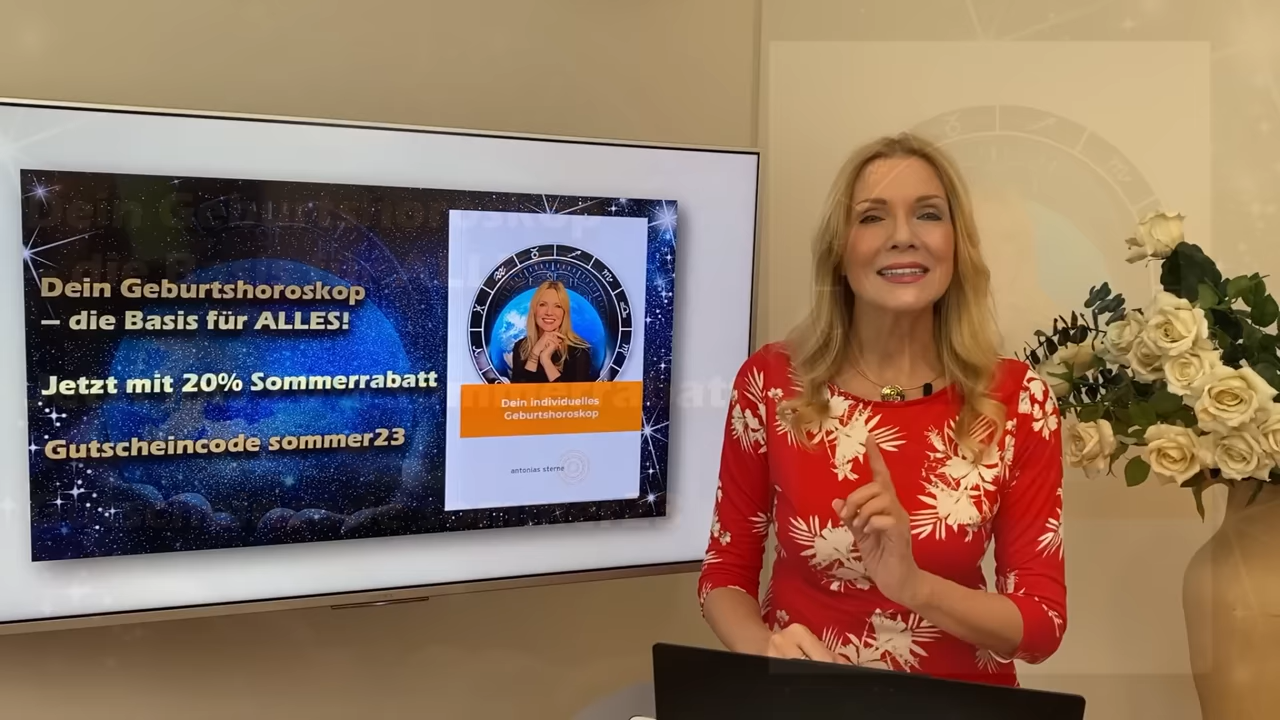 Dein Geburtshoroskop
– die Basis für ALLES!
Jetzt mit 20% Sommerrabatt
Gutscheincode sommer23
Dein individuelles
Geburtshoroskop
antonias sterne